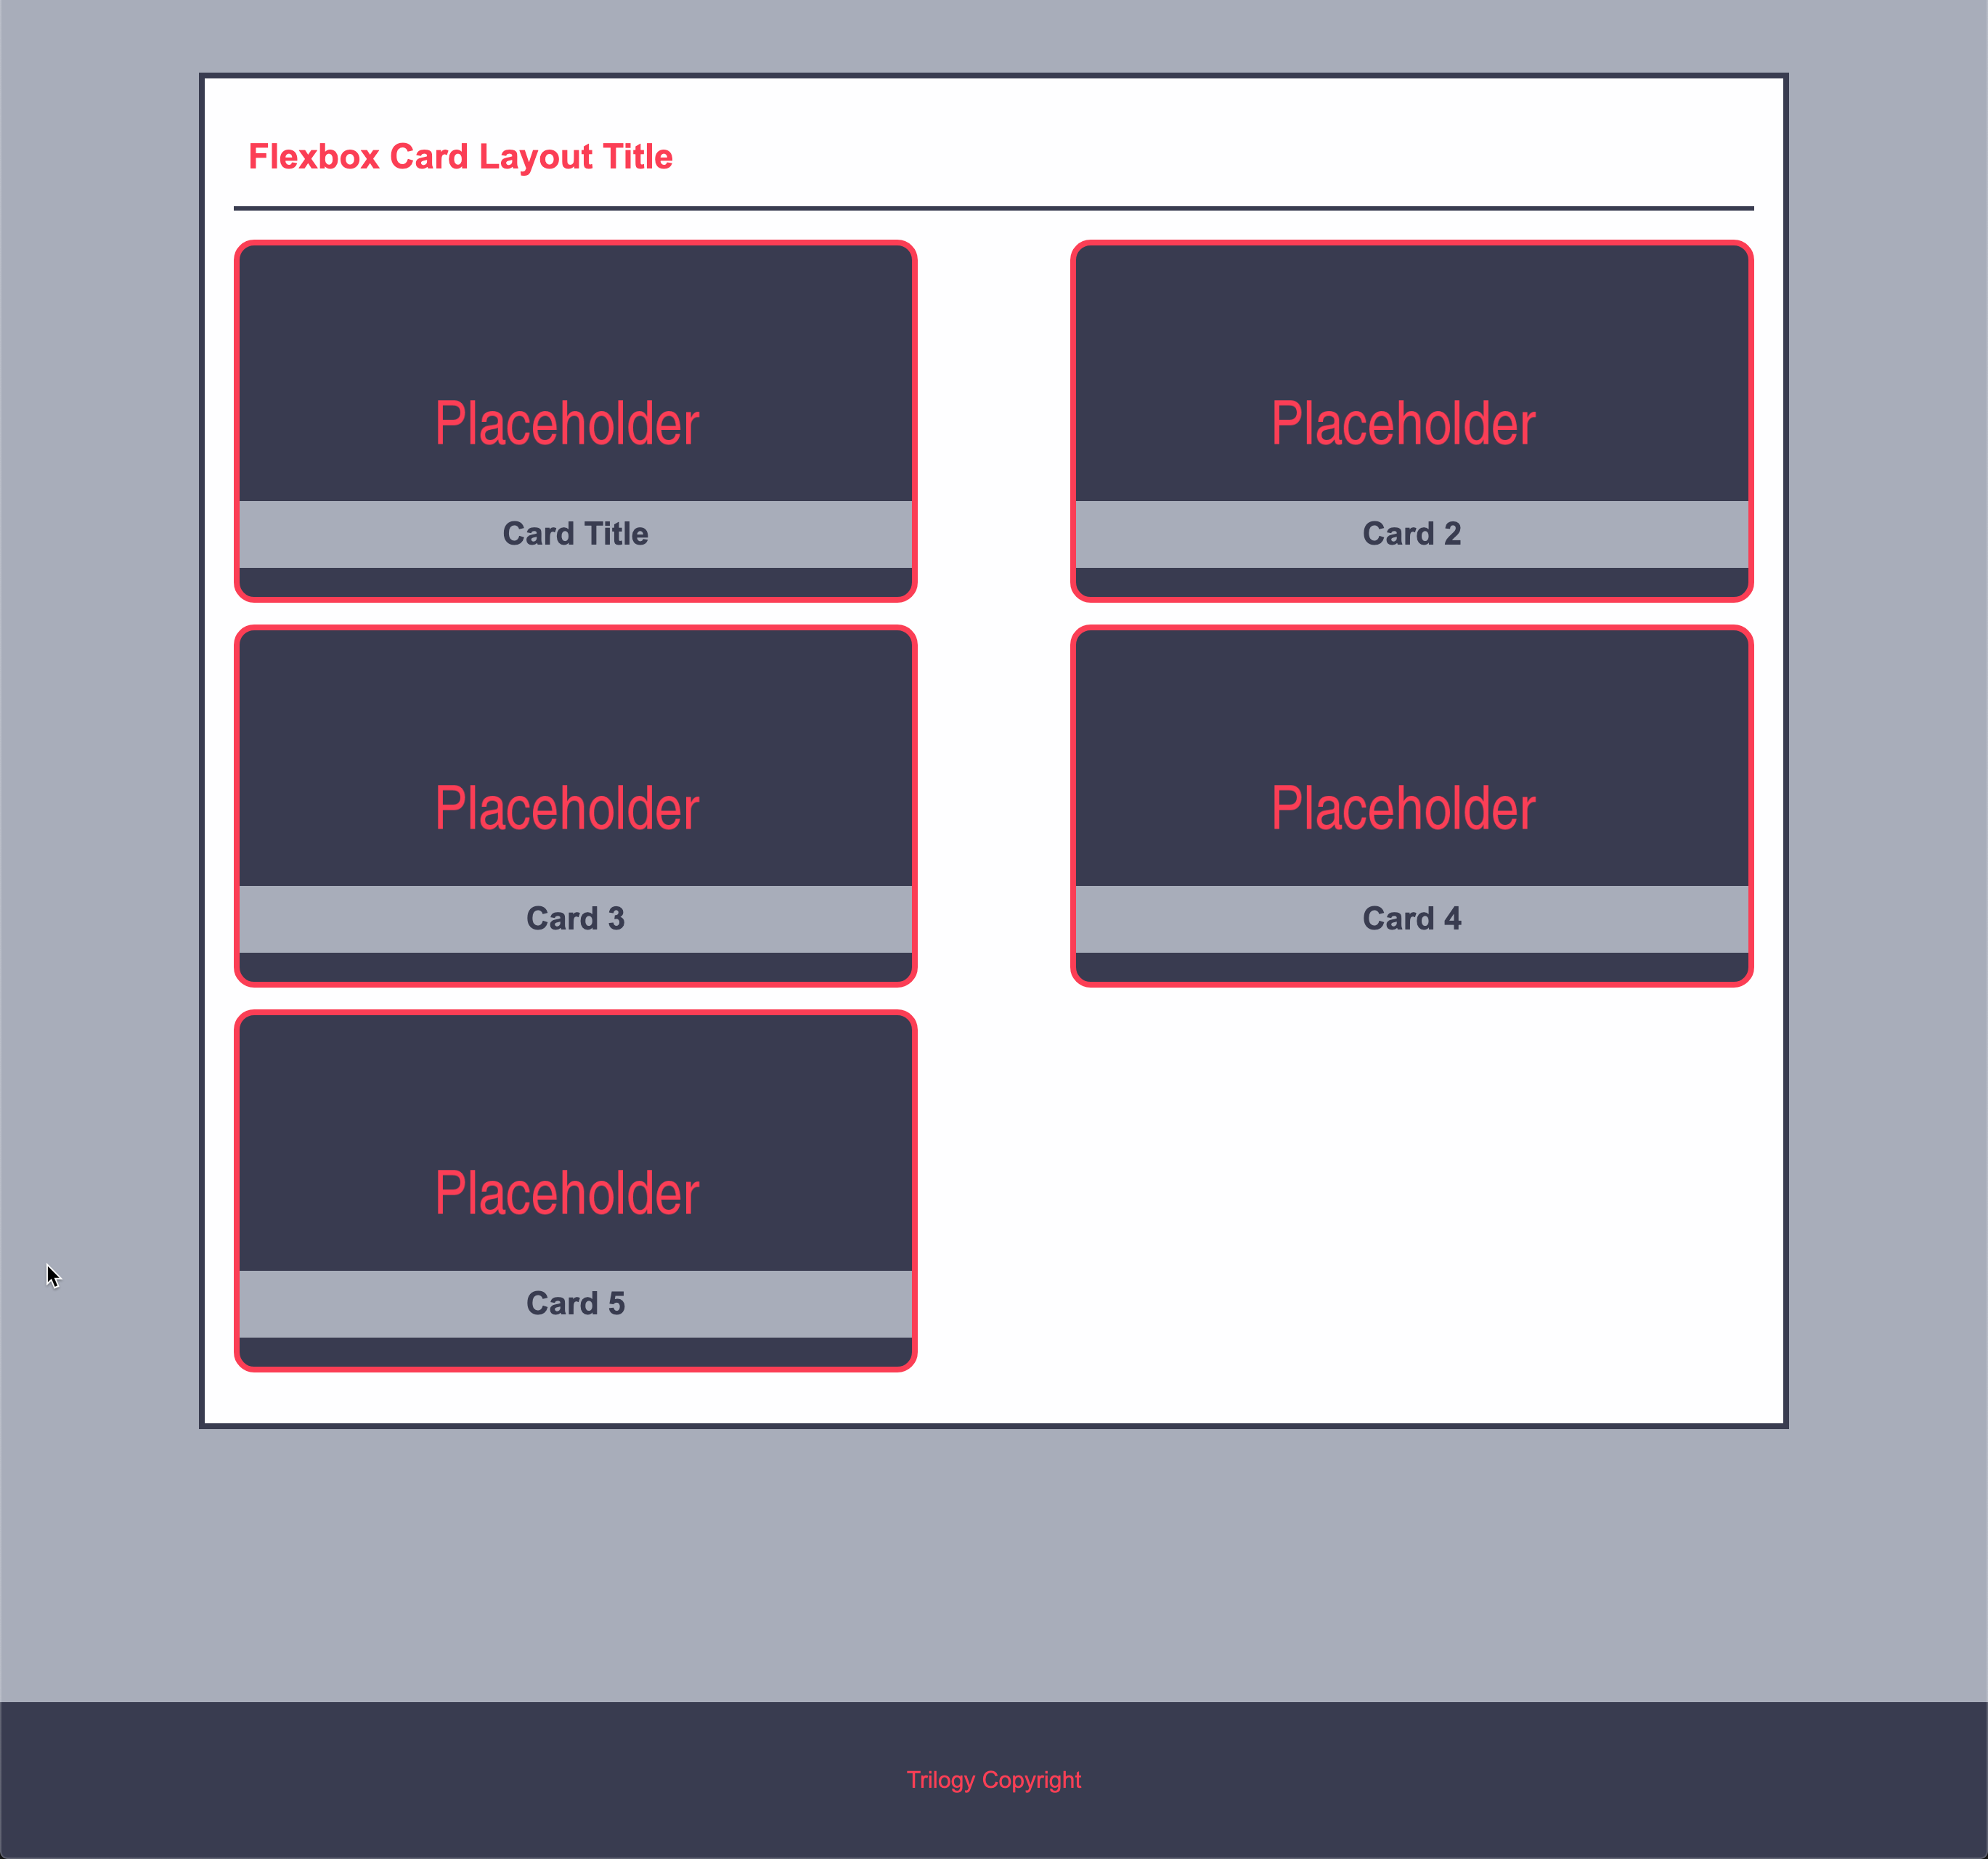 Flexbox Card Layout Title
Placeholder
Card Title
Placeholder
Card 2
Placeholder
Card 3
Placeholder
Card 4
Placeholder
Card 5
Trilogy Copyright